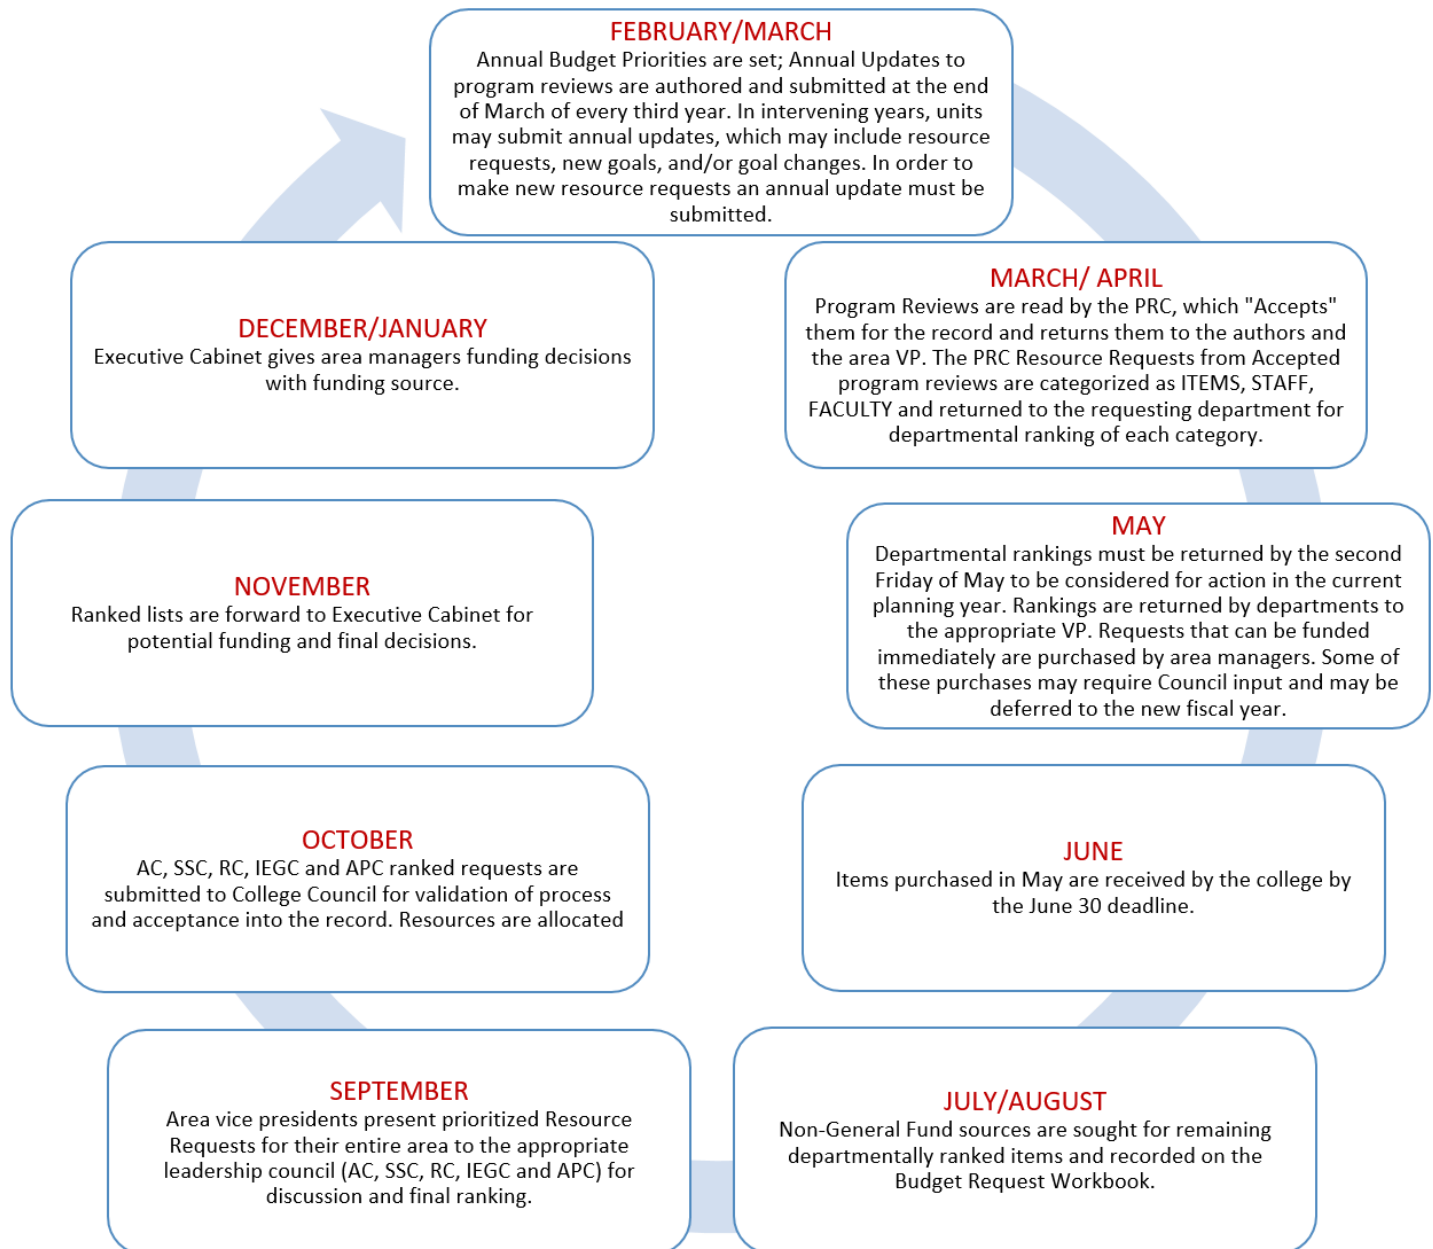 FEBRUARY/MARCH
Annual Budget Priorities are set; Annual Updates to
program reviews are authored and submitted at the end
of March of every third year. In intervening years, units
may submit annual updates, which may include resource
requests, new goals, and/or goal changes. In order to
make new resource requests an annual update must be
submitted.
MARCH/ APRIL
Program Reviews are read by the PRC, which "Accepts"
them for the record and returns them to the authors and
the area VP. The PRC Resource Requests from Accepted
program reviews are categorized as ITEMS, STAFF,
FACULTY and returned to the requesting department for
departmental ranking of each category.
MAY
Departmental rankings must be returned by the second
Friday of May to be considered for action in the current
planning year. Rankings are returned by departments to
the appropriate VP. Requests that can be funded
immediately are purchased by area managers. Some of
these purchases may require Council input and may be
deferred to the new fiscal year.
JUNE
Items purchased in May are received by the college by
the June 30 deadline.
JULY/AUGUST
Non-General Fund sources are sought for remaining
departmentally ranked items and recorded on the
Budget Request Workbook.
SEPTEMBER
Area vice presidents present prioritized Resource
Requests for their entire area to the appropriate
leadership council (AC, SSC, RC, IEGC and APC) for
discussion and final ranking.
OCTOBER
AC, SSC, RC, IEGC and APC ranked requests are
submitted to College Council for validation of process
and acceptance into the record. Resources are allocated
NOVEMBER
Ranked lists are forward to Executive Cabinet for
potential funding and final decisions.
DECEMBER/JANUARY
Executive Cabinet gives area managers funding decisions
with funding source.